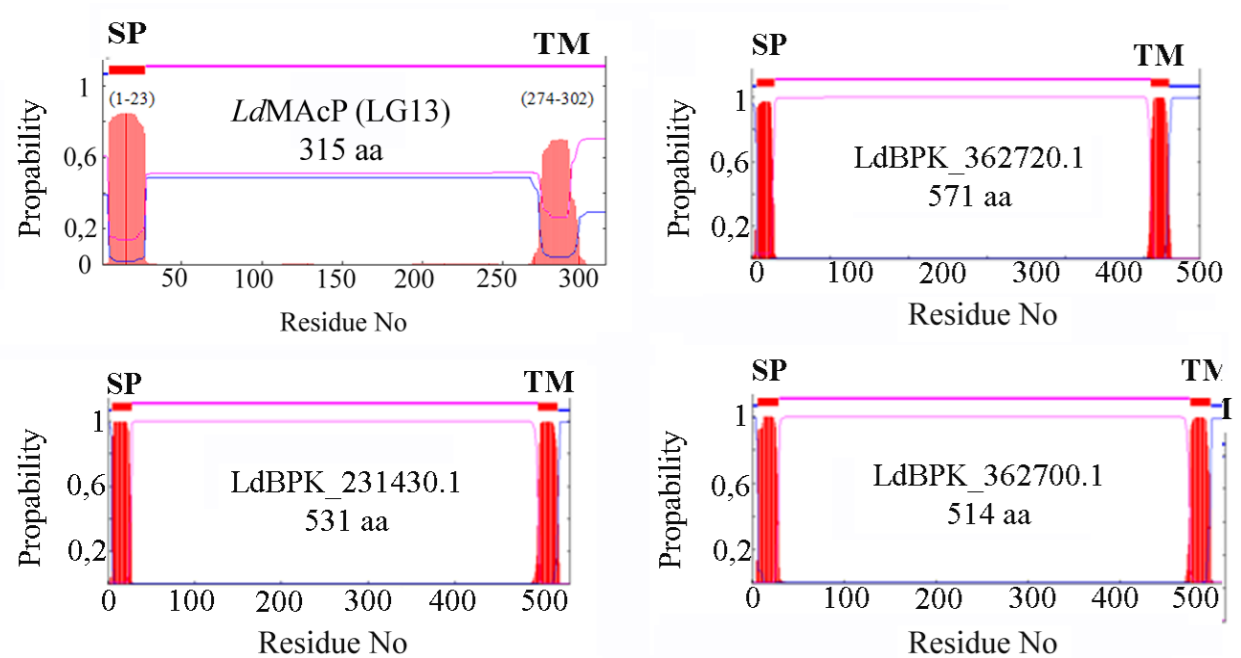 SP
TM
1
0,6
0,2
0
(1-23)
(274-302)
LdMAcP (LG13)
315 aa
Propability
50
100
150
200
250
300
Residue No
SP
TM
1
0,6
0,2
LdBPK_362720.1
571 aa
Propability
0
100
200
300
400
500
Residue No
SP
TM
1
0,6
0,2
LdBPK_231430.1
531 aa
Propability
0
100
200
300
400
500
Residue No
SP
TM
1
0,6
0,2
LdBPK_362700.1
514 aa
Propability
0
100
200
300
400
500
Residue No